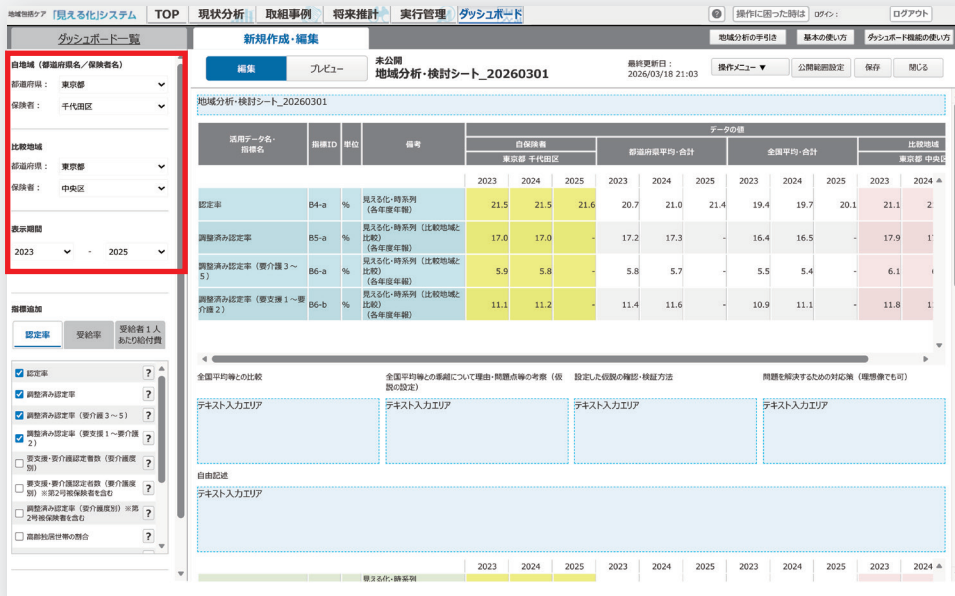 地域包括ケア「見える化」システム TOP 現状分析 取組事例 将来推計 実行管理 ダッシュボード ? 操作に困った時は ログイン： ログアウト
ダッシュボード一覧 新規作成・編集 地域分析の手引き 基本の使い方 ダッシュボード機能の使い方
自地域（都道府県名／保険者名）
都道府県： 東京都
保険者： 千代田区
比較地域
都道府県： 東京都
保険者： 中央区
表示期間
2023 - 2025
指標追加
認定率 受給率 受給者１人あたり給付費
認定率 ?
調整済み認定率 ?
調整済み認定率（要介護３～５） ?
調整済み認定率（要支援１～要介護
２） ?
要支援・要介護認定者数（要介護度
別） ?
要支援・要介護認定者数（要介護度
別）※第2号被保険者を含む ?
調整済み認定率（要介護度別）※第
2号被保険者を含む ?
高齢独居世帯の割合 ?
編集 プレビュー
未公開
地域分析・検討シート_20260301
最終更新日：
2026/03/18 21:03
操作メニュー ▼ 公開範囲設定 保存 閉じる
地域分析・検討シート_20260301
活用データ名・
指標名
指標ID 単位 備考
データの値
自保険者 都道府県平均・合計 全国平均・合計 比較地域
東京都 千代田区 東京都 中央区
2023 2024 2025 2023 2024 2025 2023 2024 2025 2023 2024
認定率 B4-a % 見える化・時系列
（各年度年報） 21.5 21.5 21.6 20.7 21.0 21.4 19.4 19.7 20.1 21.1 2
調整済み認定率 B5-a % 見える化・時系列（比較地域と
比較）
（各年度年報） 17.0 17.0 - 17.2 17.3 - 16.4 16.5 - 17.9
調整済み認定率（要介護３～
５） B6-a % 見える化・時系列（比較地域と
比較）
（各年度年報） 5.9 5.8 - 5.8 5.7 - 5.5 5.4 - 6.1
調整済み認定率（要支援１～要
介護２） B6-b % 見える化・時系列（比較地域と
比較）
（各年度年報） 11.1 11.2 - 11.4 11.6 - 10.9 11.1 - 11.8
全国平均等との比較
全国平均等との乖離について理由・問題点等の考察（仮
説の設定）
設定した仮説の確認・検証方法
問題を解決するための対応策（理想像でも可）
テキスト入力エリア テキスト入力エリア テキスト入力エリア テキスト入力エリア
自由記述
テキスト入力エリア
2023 2024 2025 2023 2024 2025 2023 2024 2025 2023 2024
見える化・時系列